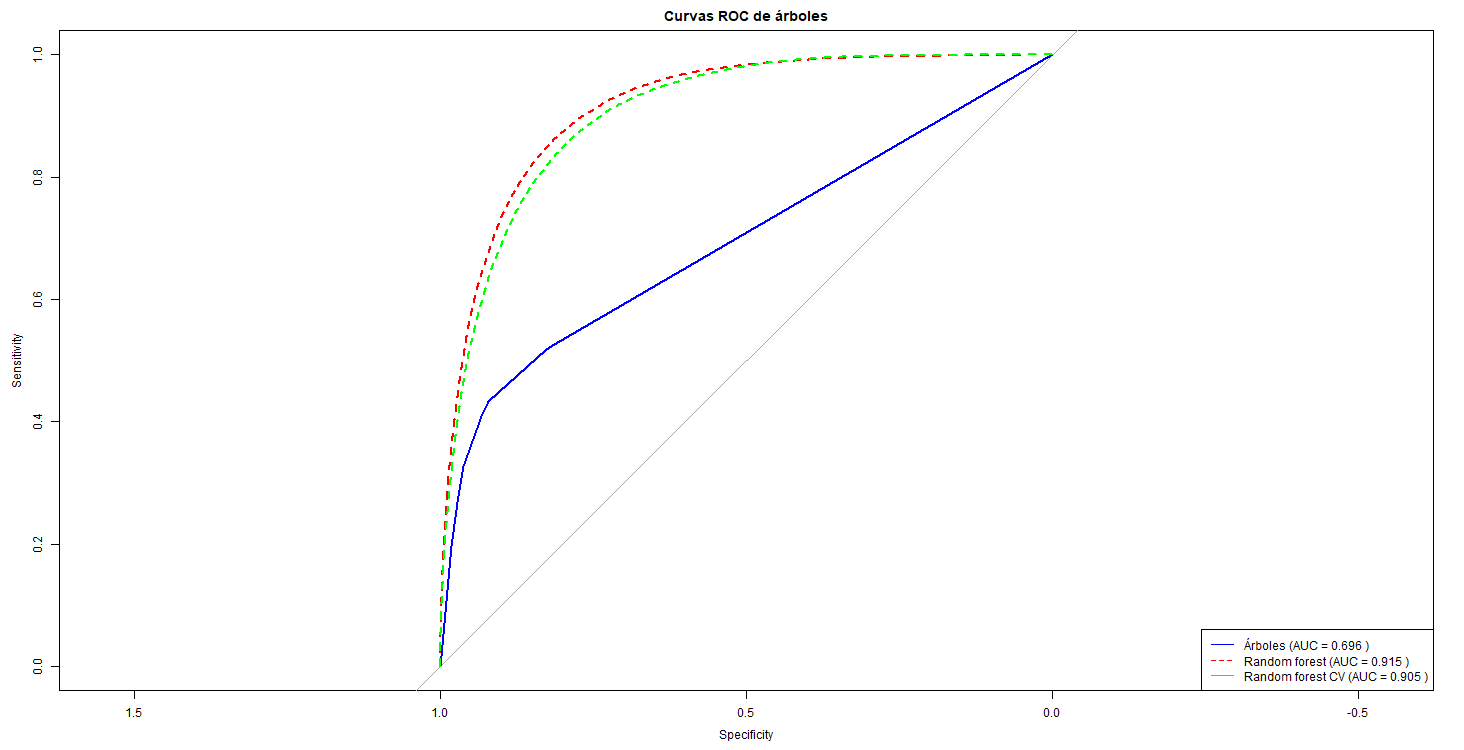 Curvas ROC de árboles
Sensitivity
1.0
0.8
0.6
0.4
0.2
0.0
1.5 1.0 0.5 0.0 -0.5
Specificity
Árboles (AUC = 0.696 )
Random forest (AUC = 0.915 )
Random forest CV (AUC = 0.905 )